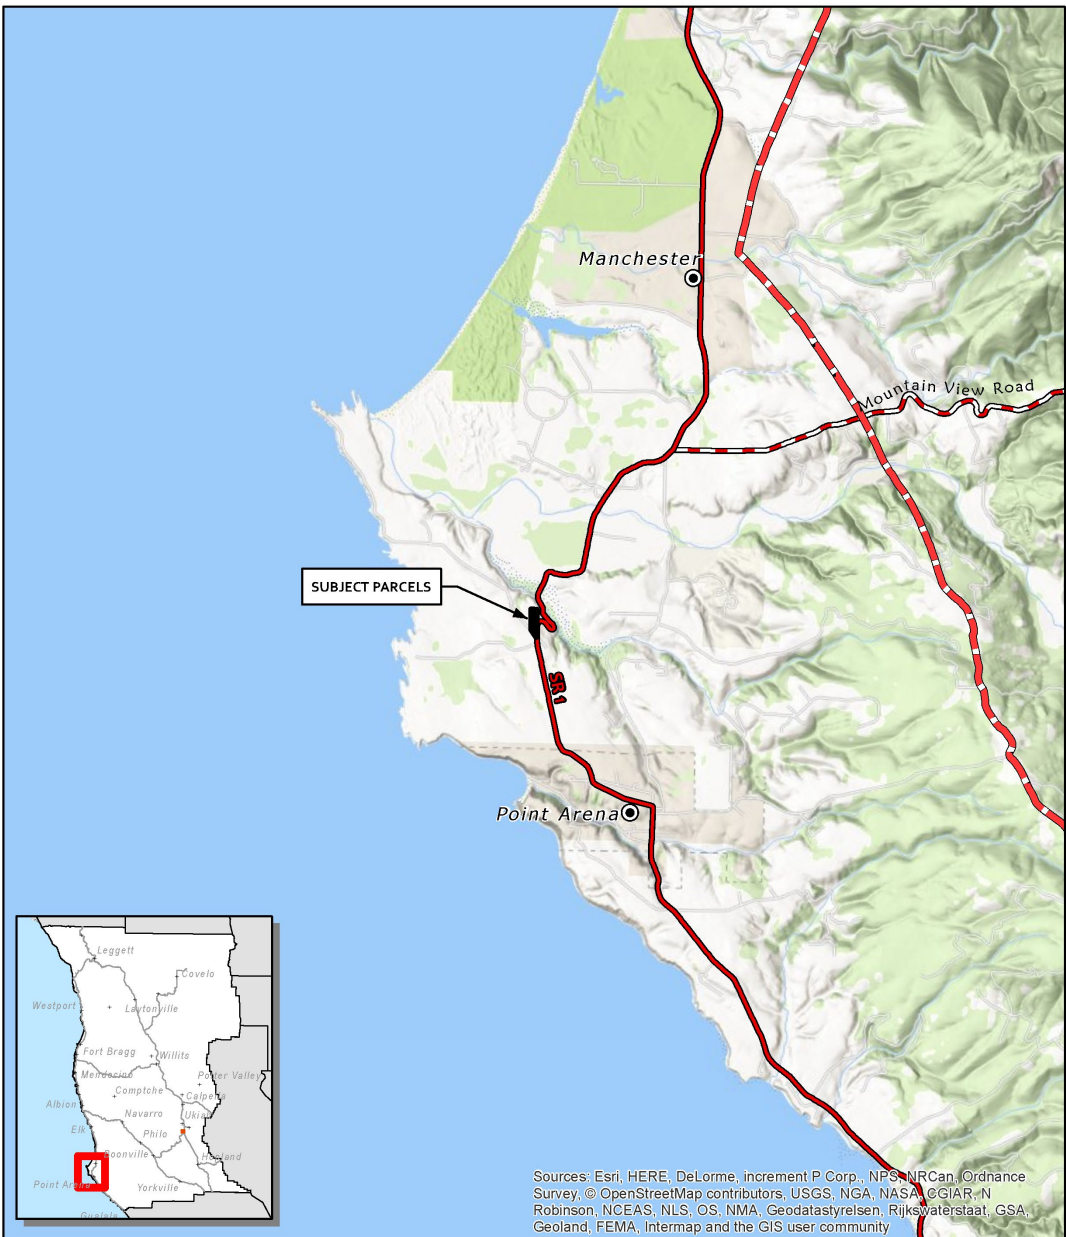 Manchester
Mountain View Road
SUBJECT PARCELS
SR 1
Point Arena
Leggett
Covelo
Westport
Laytonville
Fort Bragg
Willits
Mendocino
Potter Valley
Comptche
Calpella
Albion
Navarro
Ukiah
Elk
Philo
Boonville
Hopland
Point Arena
Yorkville
Gualala
Sources: Esri, HERE, DeLorme, increment P Corp., NPS, NRCan, Ordnance
Survey, © OpenStreetMap contributors, USGS, NGA, NASA, CGIAR, N
Robinson, NCEAS, NLS, OS, NMA, Geodatastyrelsen, Rijkswaterstaat, GSA,
Geoland, FEMA, Intermap and the GIS user community